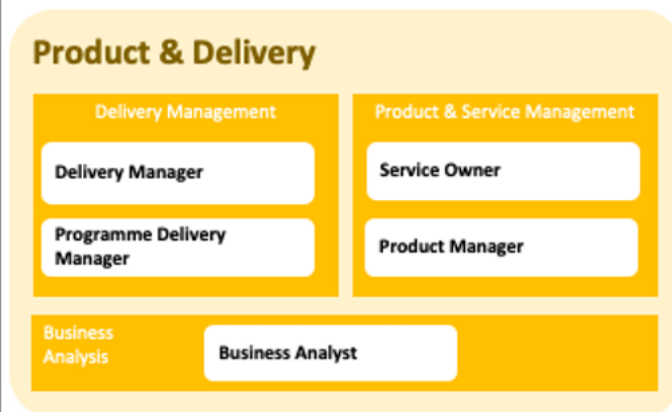 Product & Delivery
Delivery Management
Delivery Manager
Programme Delivery
Manager
Product & Service Management
Service Owner
Product Manager
Business
Analysis
Business Analyst